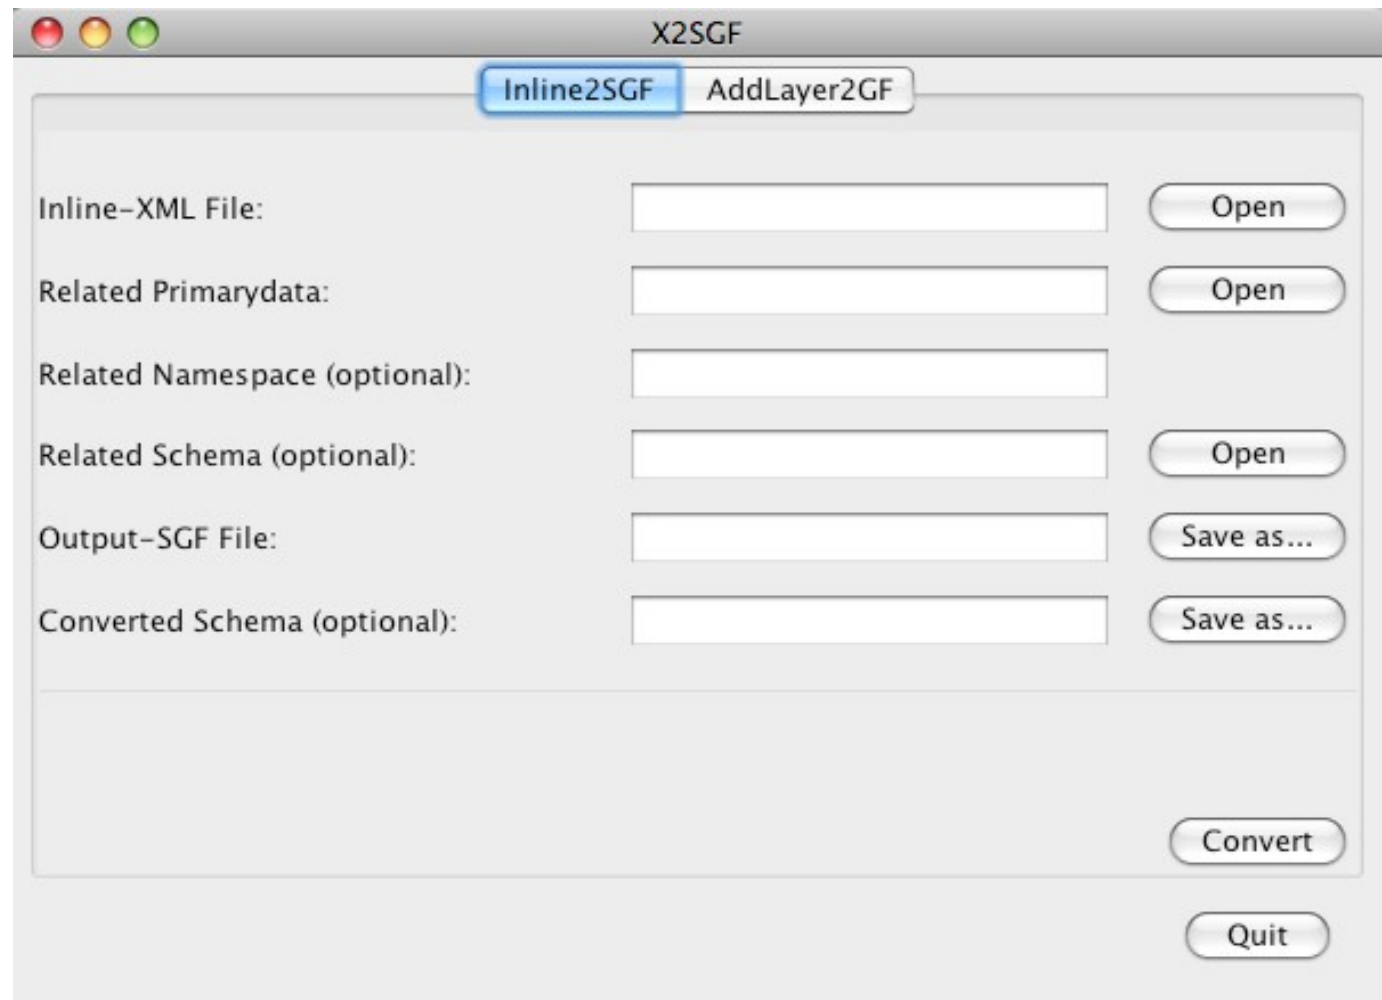 X2SGF
Inline2SGF AddLayer2GF
Inline-XML File: Open
Related Primarydata: Open
Related Namespace (optional):
Related Schema (optional): Open
Output-SGF File: Save as...
Converted Schema (optional): Save as...
Convert
Quit